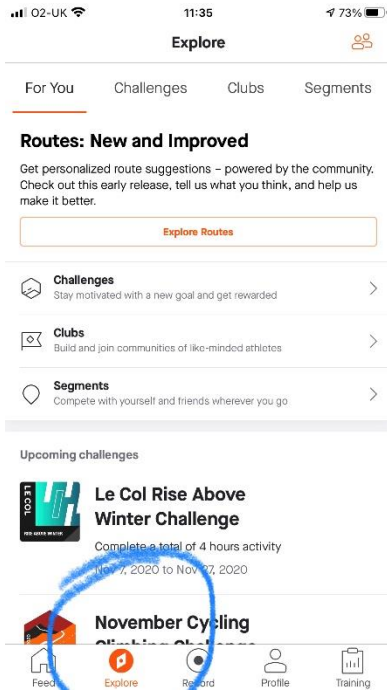 O2-UK 11:35 73%
Explore
For You Challenges Clubs Segments
Routes: New and Improved
Get personalized route suggestions – powered by the community.
Check out this early release, tell us what you think, and help us
make it better.
Explore Routes
Challenges
Stay motivated with a new goal and get rewarded
Clubs
Build and join communities of like-minded athletes
Segments
Compete with yourself and friends wherever you go
Upcoming challenges
LE COL
RISE ABOVE WINTER
Le Col Rise Above
Winter Challenge
Complete a total of 4 hours activity
Nov 7, 2020 to Nov 27, 2020
November Cycling
Climbing Challenge
Feed Explore Record Profile Training